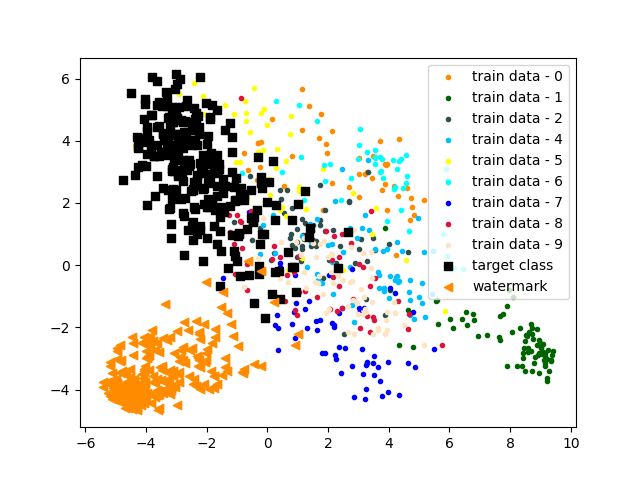 6
4
2
0
−2
−4
−6
−4
−2
0
2
4
6
8
10
train data - 0
train data - 1
train data - 2
train data - 4
train data - 5
train data - 6
train data - 7
train data - 8
train data - 9
target class
watermark